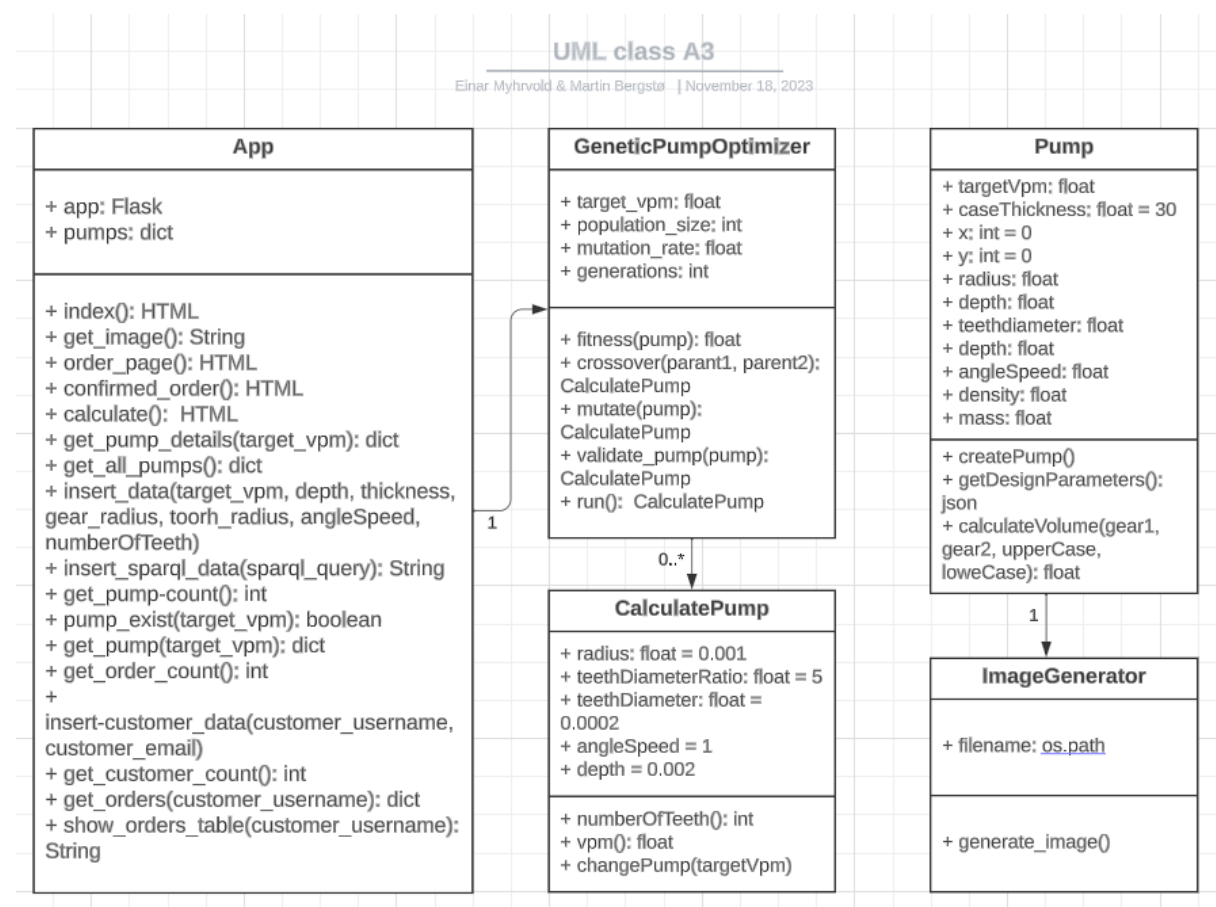 UML class A3
Einar Myhrvold & Martin Bergstø | November 18, 2023
App
+ app: Flask
+ pumps: dict
+ index(): HTML
+ get_image(): String
+ order_page(): HTML
+ confirmed_order(): HTML
+ calculate(): HTML
+ get_pump_details(target_vpm): dict
+ get_all_pumps(): dict
+ insert_data(target_vpm, depth, thickness,
gear_radius, toorh_radius, angleSpeed,
numberOfTeeth)
+ insert_sparql_data(sparql_query): String
+ get_pump-count(): int
+ pump_exist(target_vpm): boolean
+ get_pump(target_vpm): dict
+ get_order_count(): int
+
insert-customer_data(customer_username,
customer_email)
+ get_customer_count(): int
+ get_orders(customer_username): dict
+ show_orders_table(customer_username):
String
1
GeneticPumpOptimizer
+ target_vpm: float
+ population_size: int
+ mutation_rate: float
+ generations: int
+ fitness(pump): float
+ crossover(parant1, parent2):
CalculatePump
+ mutate(pump):
CalculatePump
+ validate_pump(pump):
CalculatePump
+ run(): CalculatePump
0..*
CalculatePump
+ radius: float = 0.001
+ teethDiameterRatio: float = 5
+ teethDiameter: float =
0.0002
+ angleSpeed = 1
+ depth = 0.002
+ numberOfTeeth(): int
+ vpm(): float
+ changePump(targetVpm)
Pump
+ targetVpm: float
+ caseThickness: float = 30
+ x: int = 0
+ y: int = 0
+ radius: float
+ depth: float
+ teethdiameter: float
+ depth: float
+ angleSpeed: float
+ density: float
+ mass: float
+ createPump()
+ getDesignParameters():
json
+ calculateVolume(gear1,
gear2, upperCase,
loweCase): float
1
ImageGenerator
+ filename: os.path
+ generate_image()